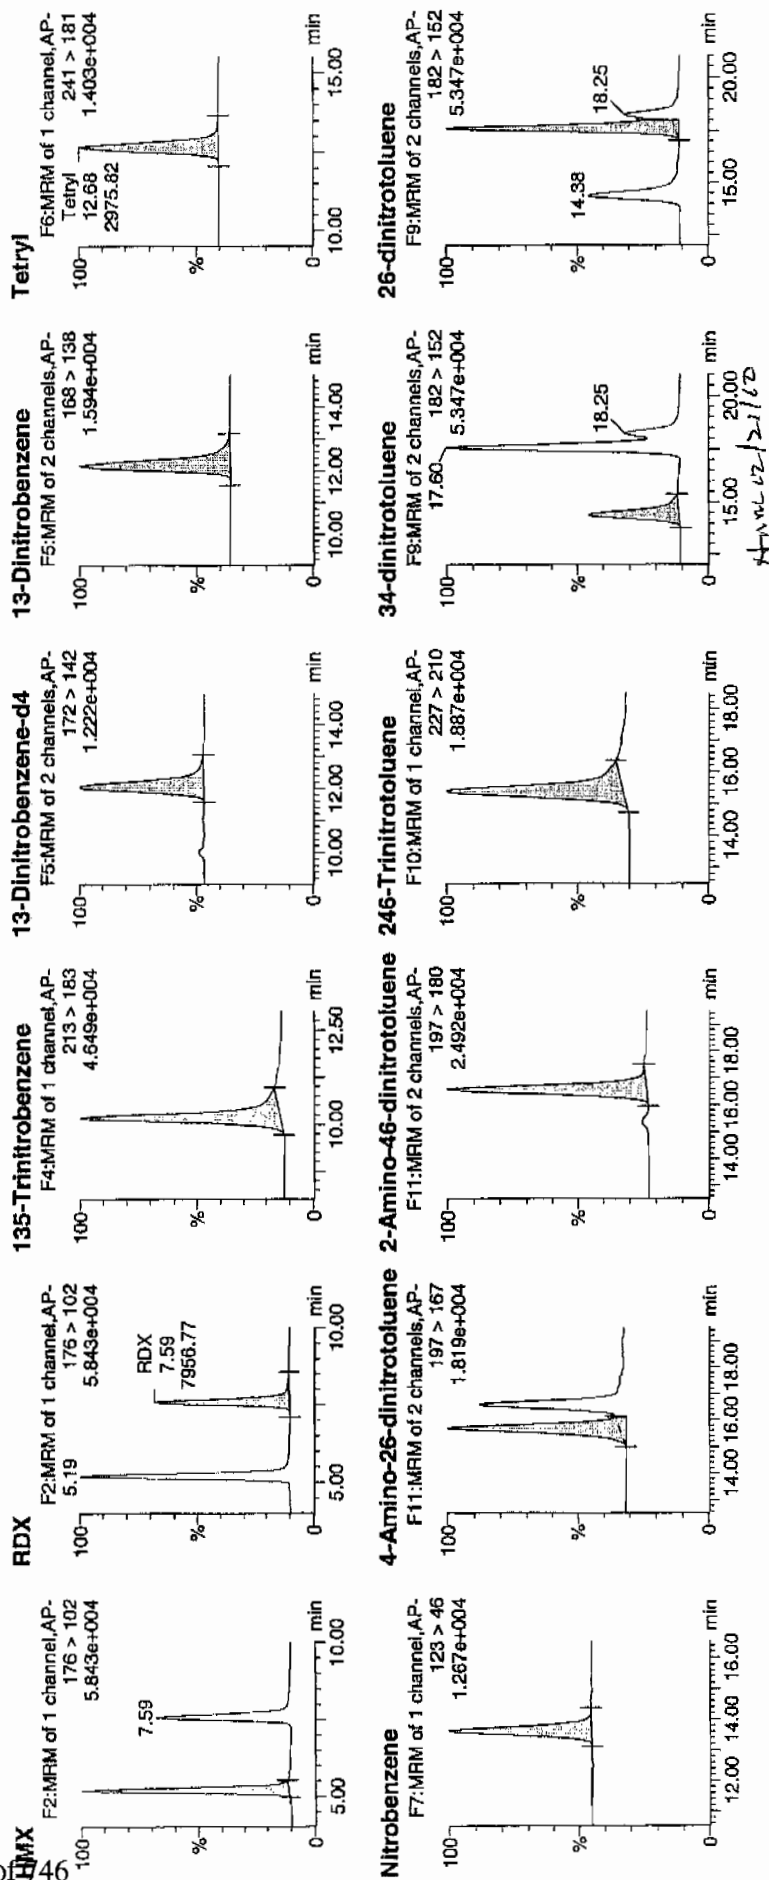 HMX
F2:MRM of 1 channel,AP-
176 > 102
5.843e+004
100
%
0
7.59
5.00
10.00
min
RDX
F2:MRM of 1 channel,AP-
176 > 102
5.843e+004
100
%
0
5.19
RDX
7.59
7956.77
5.00
10.00
min
135-Trinitrobenzene
F4:MRM of 1 channel,AP-
213 > 183
4.649e+004
100
%
0
10.00
12.50
min
13-Dinitrobenzene-d4
F5:MRM of 2 channels,AP-
172 > 142
1.222e+004
100
%
0
10.00
12.00
14.00
min
13-Dinitrobenzene
F5:MRM of 2 channels,AP-
168 > 138
1.594e+004
100
%
0
10.00
12.00
14.00
min
Tetryl
F6:MRM of 1 channel,AP-
241 > 181
1.403e+004
100
%
0
Tetryl
12.68
2975.82
10.00
15.00
min
Nitrobenzene
F7:MRM of 1 channel,AP-
123 > 46
1.267e+004
100
%
0
12.00
14.00
16.00
min
4-Amino-26-dinitrotoluene
F11:MRM of 2 channels,AP-
197 > 167
1.819e+004
100
%
0
14.00
16.00
18.00
min
2-Amino-46-dinitrotoluene
F11:MRM of 2 channels,AP-
197 > 180
2.492e+004
100
%
0
14.00
16.00
18.00
min
246-Trinitrotoluene
F10:MRM of 1 channel,AP-
227 > 210
1.887e+004
100
%
0
14.00
16.00
18.00
min
34-dinitrotoluene
F9:MRM of 2 channels,AP-
182 > 152
5.347e+004
100
%
0
17.60
18.25
15.00
20.00
min
26-dinitrotoluene
F9:MRM of 2 channels,AP-
182 > 152
5.347e+004
100
%
0
14.38
18.25
15.00
20.00
min
of 746